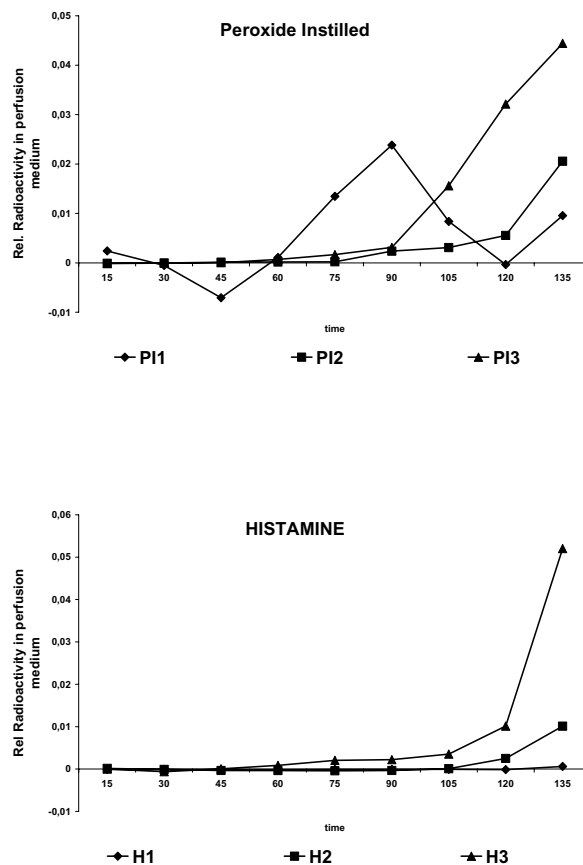 Peroxide Instilled
Rel. Radioactivity in perfusion
medium
0,05
0,04
0,03
0,02
0,01
0
-0,01
15 30 45 60 75 90 105 120 135
time
PI1 PI2 PI3
HISTAMINE
Rel Radioactivity in perfusion
medium
0,06
0,05
0,04
0,03
0,02
0,01
0
-0,01
15 30 45 60 75 90 105 120 135
time
H1 H2 H3